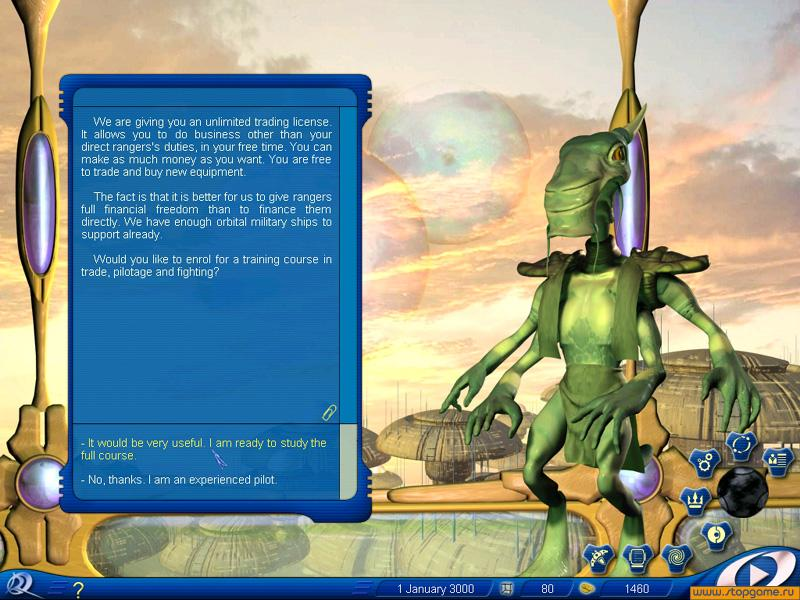 We are giving you an unlimited trading license.
It allows you to do business other than your
direct rangers's duties, in your free time. You can
make as much money as you want. You are free
to trade and buy new equipment.
The fact is that it is better for us to give rangers
full financial freedom than to finance them
directly. We have enough orbital military ships to
support already.
Would you like to enrol for a training course in
trade, pilotage and fighting?
- It would be very useful. I am ready to study the
full course.
- No, thanks. I am an experienced pilot.
? 1 January 3000 80 1460
www.stopgame.ru